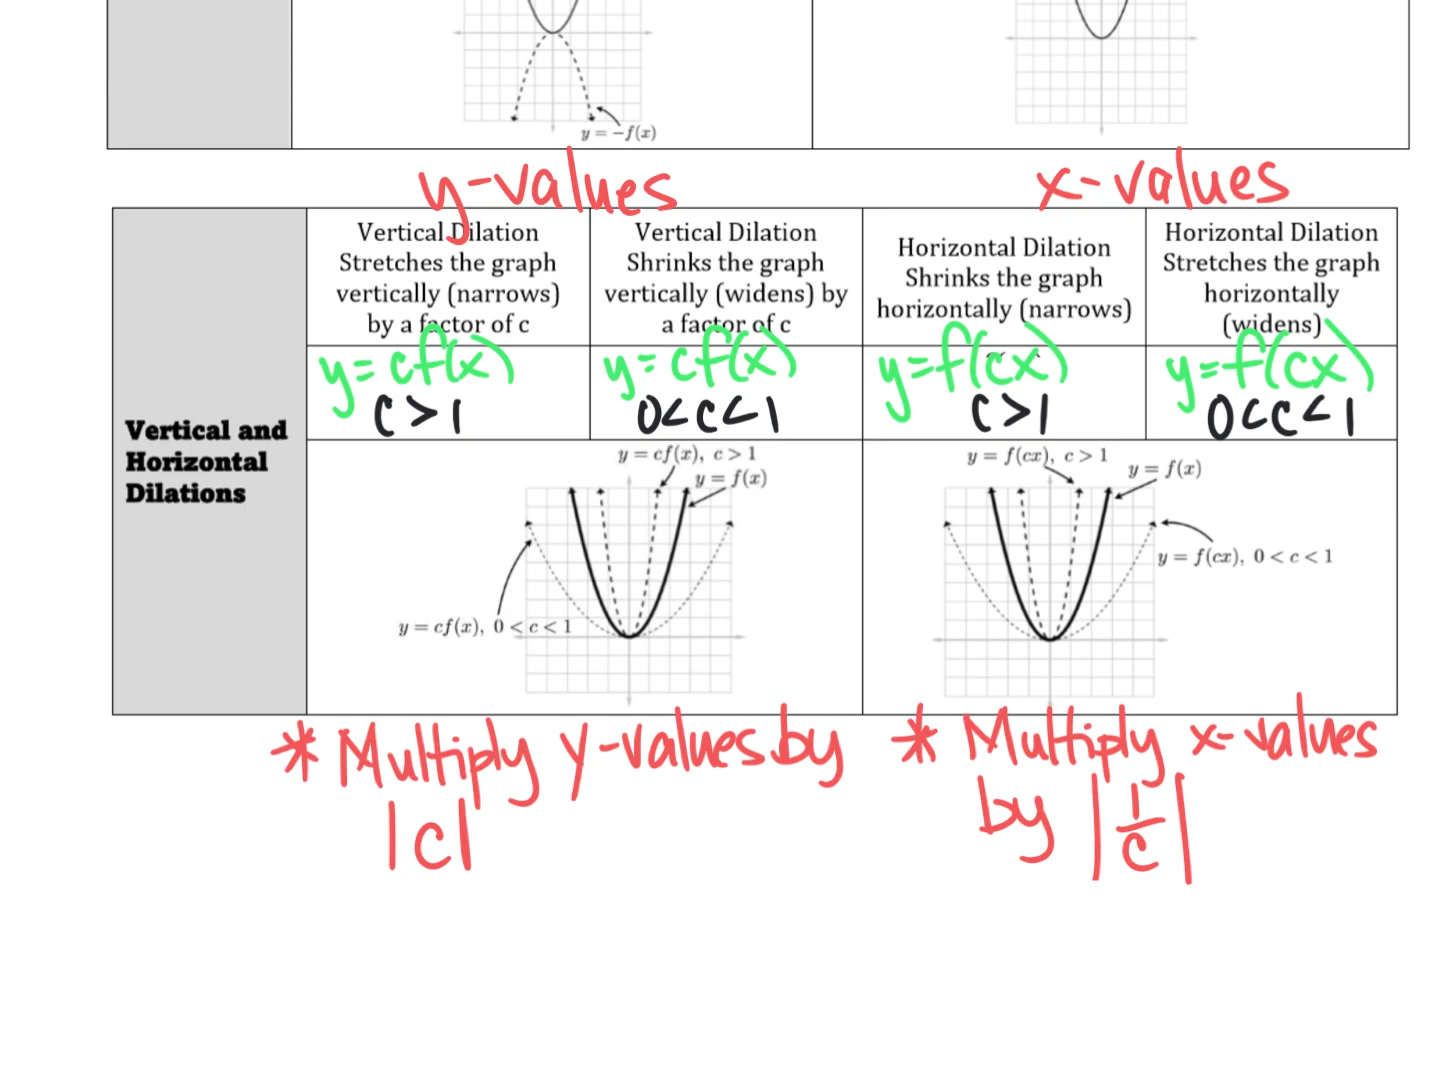 y = −f(x)
y-values
x-values
Vertical and
Horizontal
Dilations
Vertical Dilation
Stretches the graph
vertically (narrows)
by a factor of c
Vertical Dilation
Shrinks the graph
vertically (widens) by
a factor of c
Horizontal Dilation
Shrinks the graph
horizontally (narrows)
Horizontal Dilation
Stretches the graph
horizontally
(widens)
y = cf(x)
c > 1
y = cf(x)
0 < c < 1
y = f(cx)
c > 1
y = f(cx)
0 < c < 1
y = cf(x), c > 1
y = f(x)
y = cf(x), 0 < c < 1
y = f(cx), c > 1
y = f(x)
y = f(cx), 0 < c < 1
* Multiply y-values by
|c|
* Multiply x-values
by |1/c|